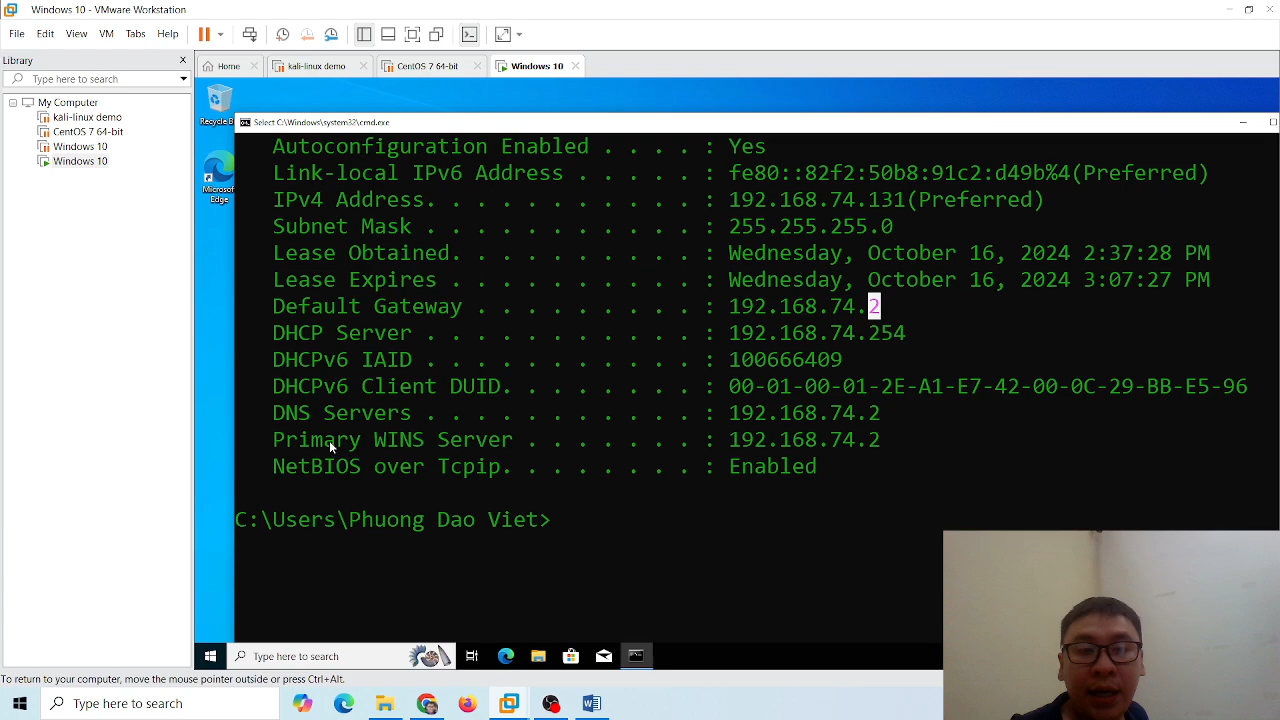 Windows 10 - VMware Workstation
File Edit View VM Tabs Help
Library
Type here to search
My Computer
kali-linux demo
CentOS 7 64-bit
Windows 10
Windows 10
Home kali-linux demo CentOS 7 64-bit Windows 10
Recycle B
Microsof
Edge
Select C:\Windows\system32\cmd.exe
Autoconfiguration Enabled . . . . : Yes
Link-local IPv6 Address . . . . . : fe80::82f2:50b8:91c2:d49b%4(Preferred)
IPv4 Address. . . . . . . . . . . : 192.168.74.131(Preferred)
Subnet Mask . . . . . . . . . . . : 255.255.255.0
Lease Obtained. . . . . . . . . . : Wednesday, October 16, 2024 2:37:28 PM
Lease Expires . . . . . . . . . . : Wednesday, October 16, 2024 3:07:27 PM
Default Gateway . . . . . . . . . : 192.168.74.2
DHCP Server . . . . . . . . . . . : 192.168.74.254
DHCPv6 IAID . . . . . . . . . . . : 100666409
DHCPv6 Client DUID. . . . . . . . : 00-01-00-01-2E-A1-E7-42-00-0C-29-BB-E5-96
DNS Servers . . . . . . . . . . . : 192.168.74.2
Primary WINS Server . . . . . . . : 192.168.74.2
NetBIOS over Tcpip. . . . . . . . : Enabled
C:\Users\Phuong Dao Viet>
Type here to search
To return to your computer, move the mouse pointer outside or press Ctrl+Alt.
Type here to search